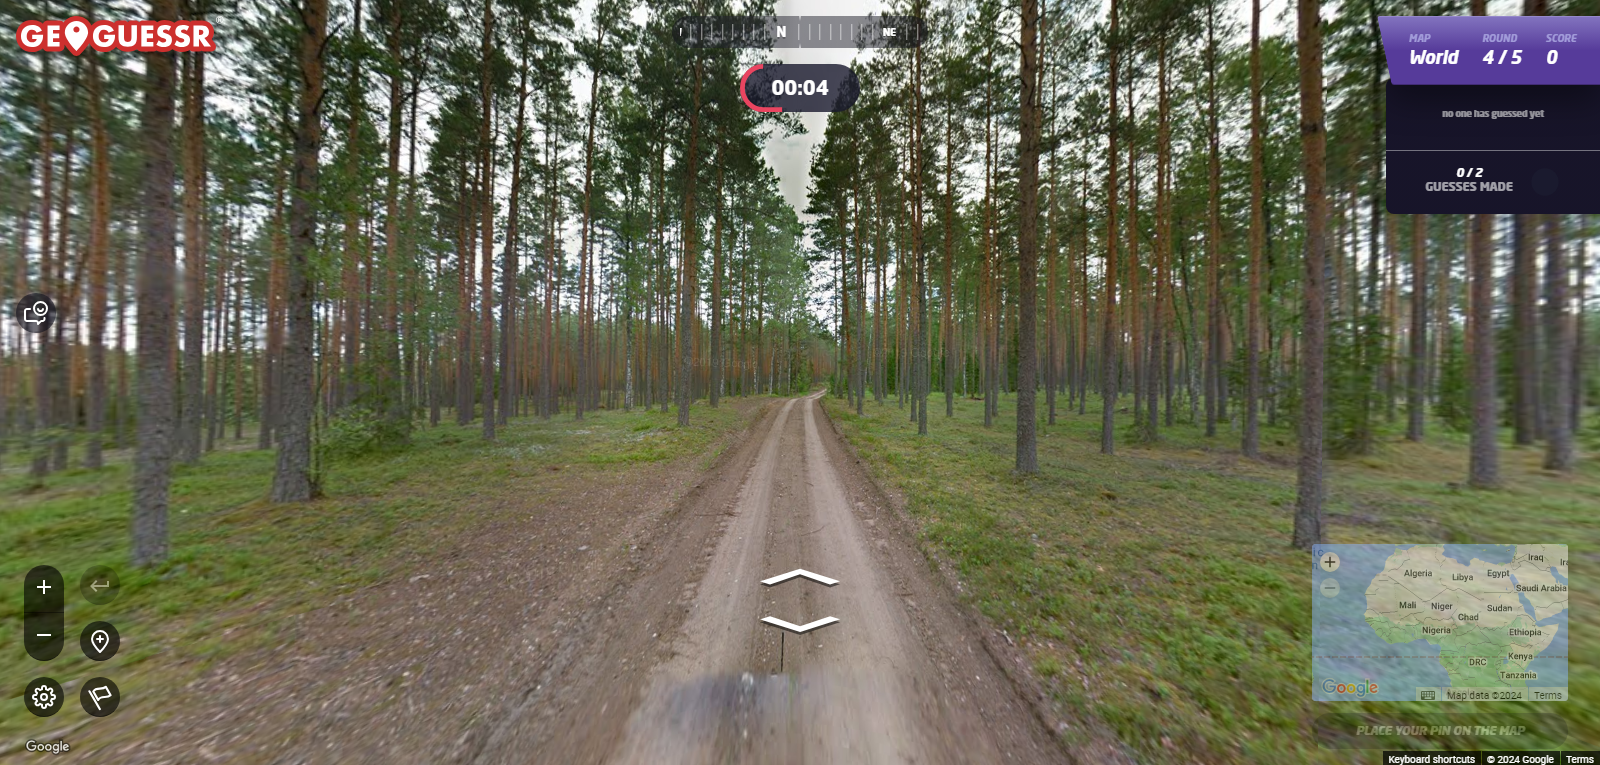 GEOGUESSR
N
NE
00:04
MAP
World
ROUND
4 / 5
SCORE
0
no one has guessed yet
0 / 2
GUESSES MADE
Algeria
Libya
Egypt
Iraq
Saudi Arabia
Mali
Niger
Chad
Sudan
Nigeria
Ethiopia
DRC
Kenya
Tanzania
Google
Map data ©2024
Terms
PLACE YOUR PIN ON THE MAP
Google
Keyboard shortcuts
© 2024 Google
Terms